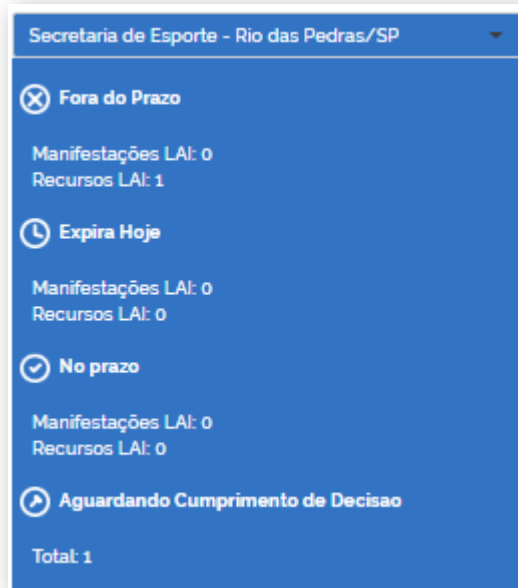 Secretaria de Esporte - Rio das Pedras/SP
Fora do Prazo
Manifestações LAI: 0
Recursos LAI: 1
Expira Hoje
Manifestações LAI: 0
Recursos LAI: 0
No prazo
Manifestações LAI: 0
Recursos LAI: 0
Aguardando Cumprimento de Decisao
Total: 1